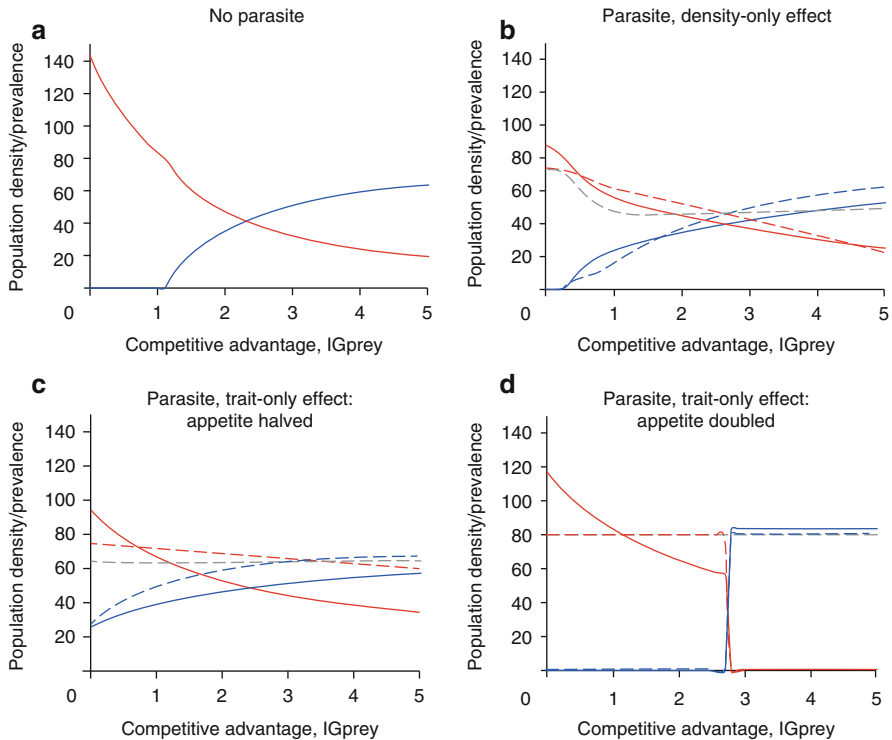 a
No parasite
Population density/prevalence
140
120
100
80
60
40
20
0
1
2
3
4
5
Competitive advantage, IGprey
b
Parasite, density-only effect
Population density/prevalence
140
120
100
80
60
40
20
0
1
2
3
4
5
Competitive advantage, IGprey
c
Parasite, trait-only effect:
appetite halved
Population density/prevalence
140
120
100
80
60
40
20
0
1
2
3
4
5
Competitive advantage, IGprey
d
Parasite, trait-only effect:
appetite doubled
Population density/prevalence
140
120
100
80
60
40
20
0
1
2
3
4
5
Competitive advantage, IGprey